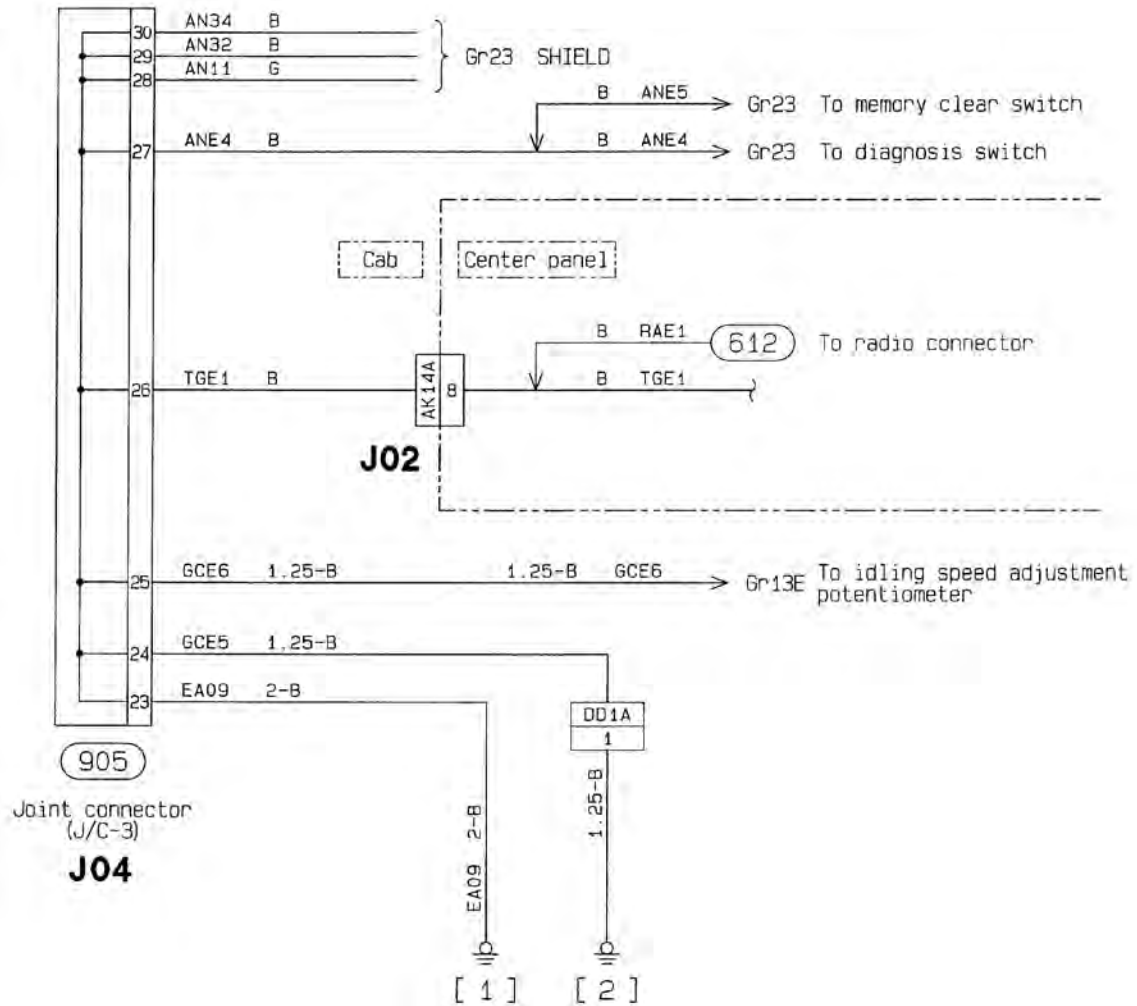 30 AN34 B
29 AN32 B
28 AN11 G
Gr23 SHIELD
B ANE5 Gr23 To memory clear switch
27 ANE4 B B ANE4 Gr23 To diagnosis switch
Cab Center panel
B RAE1 612 To radio connector
26 TGE1 B AK14A 8 B TGE1
J02
25 GCE6 1.25-B 1.25-B GCE6 Gr13E To idling speed adjustment
potentiometer
24 GCE5 1.25-B
23 EA09 2-B
DD1A
1
905
Joint connector
(J/C-3)
J04
EA09 2-B
1.25-B
[ 1 ] [ 2 ]